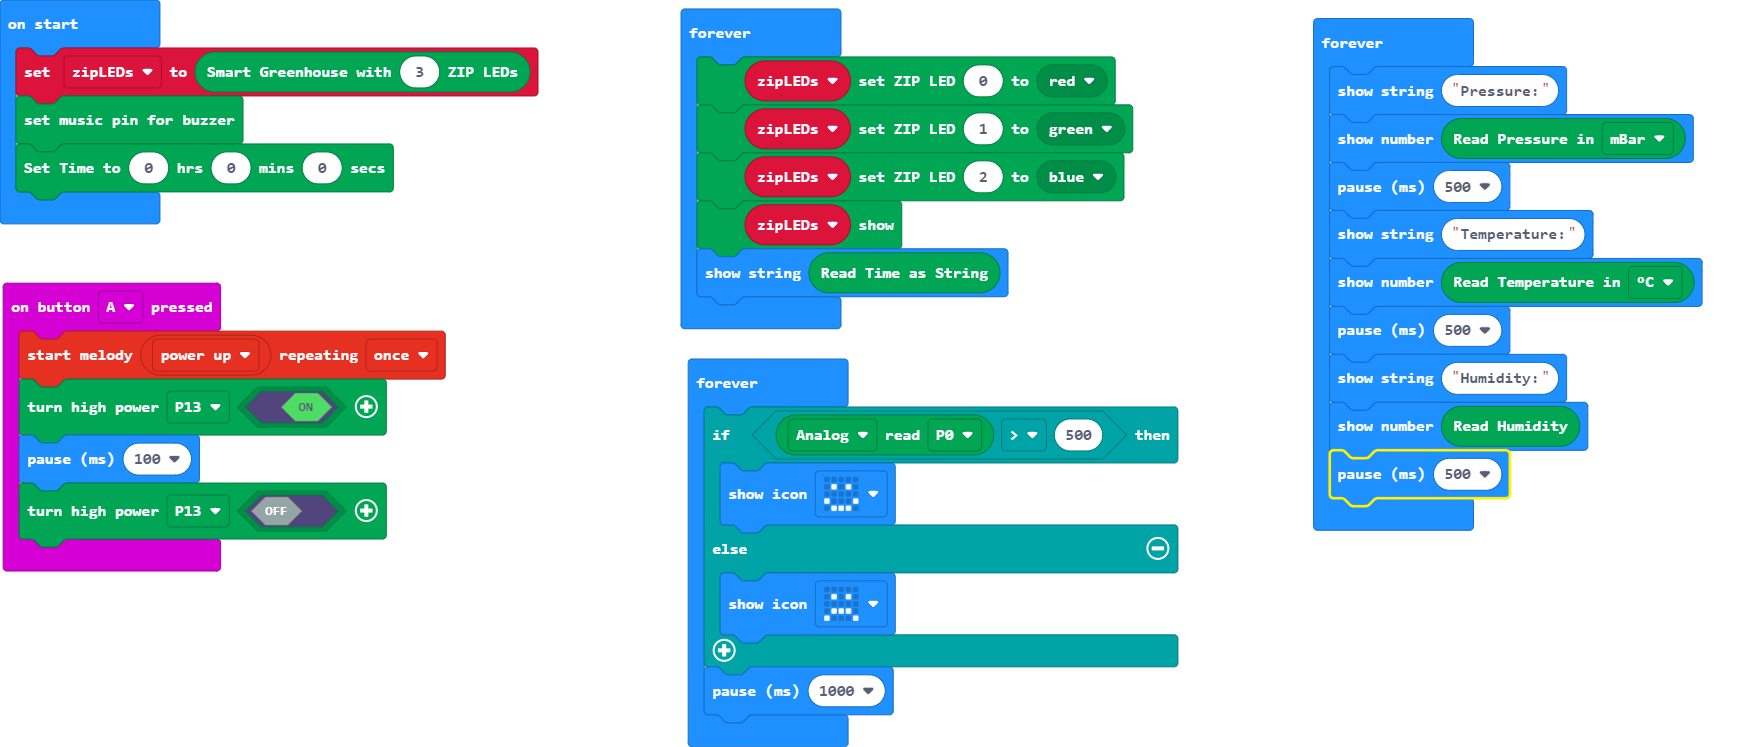 on start
set zipLEDs to Smart Greenhouse with 3 ZIP LEDs
set music pin for buzzer
Set Time to 0 hrs 0 mins 0 secs
on button A pressed
start melody power up repeating once
turn high power P13 ON
pause (ms) 100
turn high power P13 OFF
forever
zipLEDs set ZIP LED 0 to red
zipLEDs set ZIP LED 1 to green
zipLEDs set ZIP LED 2 to blue
zipLEDs show
show string Read Time as String
forever
if Analog read P0 > 500 then
show icon
else
show icon
pause (ms) 1000
forever
show string "Pressure:"
show number Read Pressure in mBar
pause (ms) 500
show string "Temperature:"
show number Read Temperature in ºC
pause (ms) 500
show string "Humidity:"
show number Read Humidity
pause (ms) 500